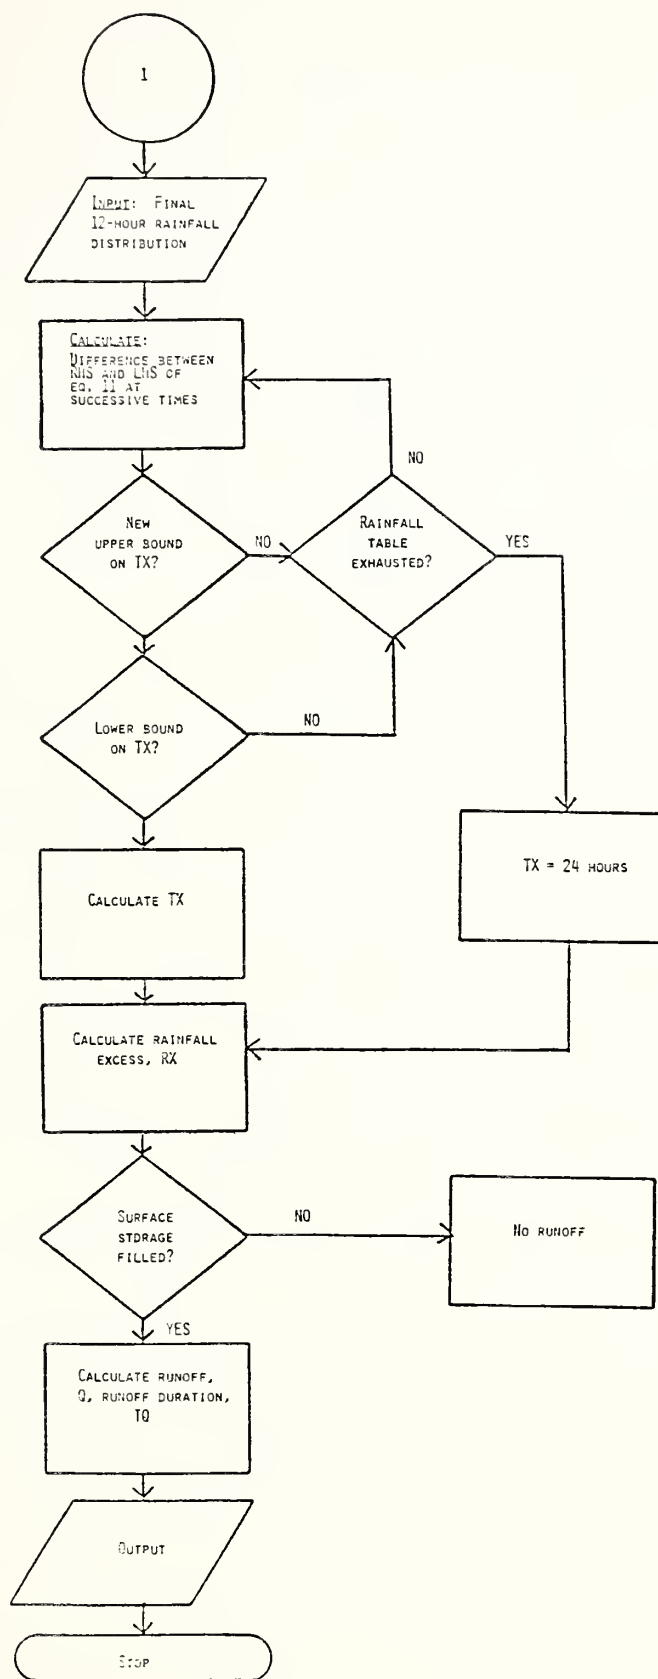 1
INPUT: FINAL
12-HOUR RAINFALL
DISTRIBUTION
CALCULATE:
DIFFERENCE BETWEEN
RHS AND LHS OF
EQ. 11 AT
SUCCESSIVE TIMES
NO
NEW
UPPER BOUND
ON TX?
NO
RAINFALL
TABLE
EXHAUSTED?
YES
LOWER BOUND
ON TX?
NO
CALCULATE TX
TX = 24 HOURS
CALCULATE RAINFALL
EXCESS, RX
SURFACE
STORAGE
FILLED?
NO
NO RUNOFF
YES
CALCULATE RUNOFF,
Q, RUNOFF DURATION,
TQ
OUTPUT
STOP